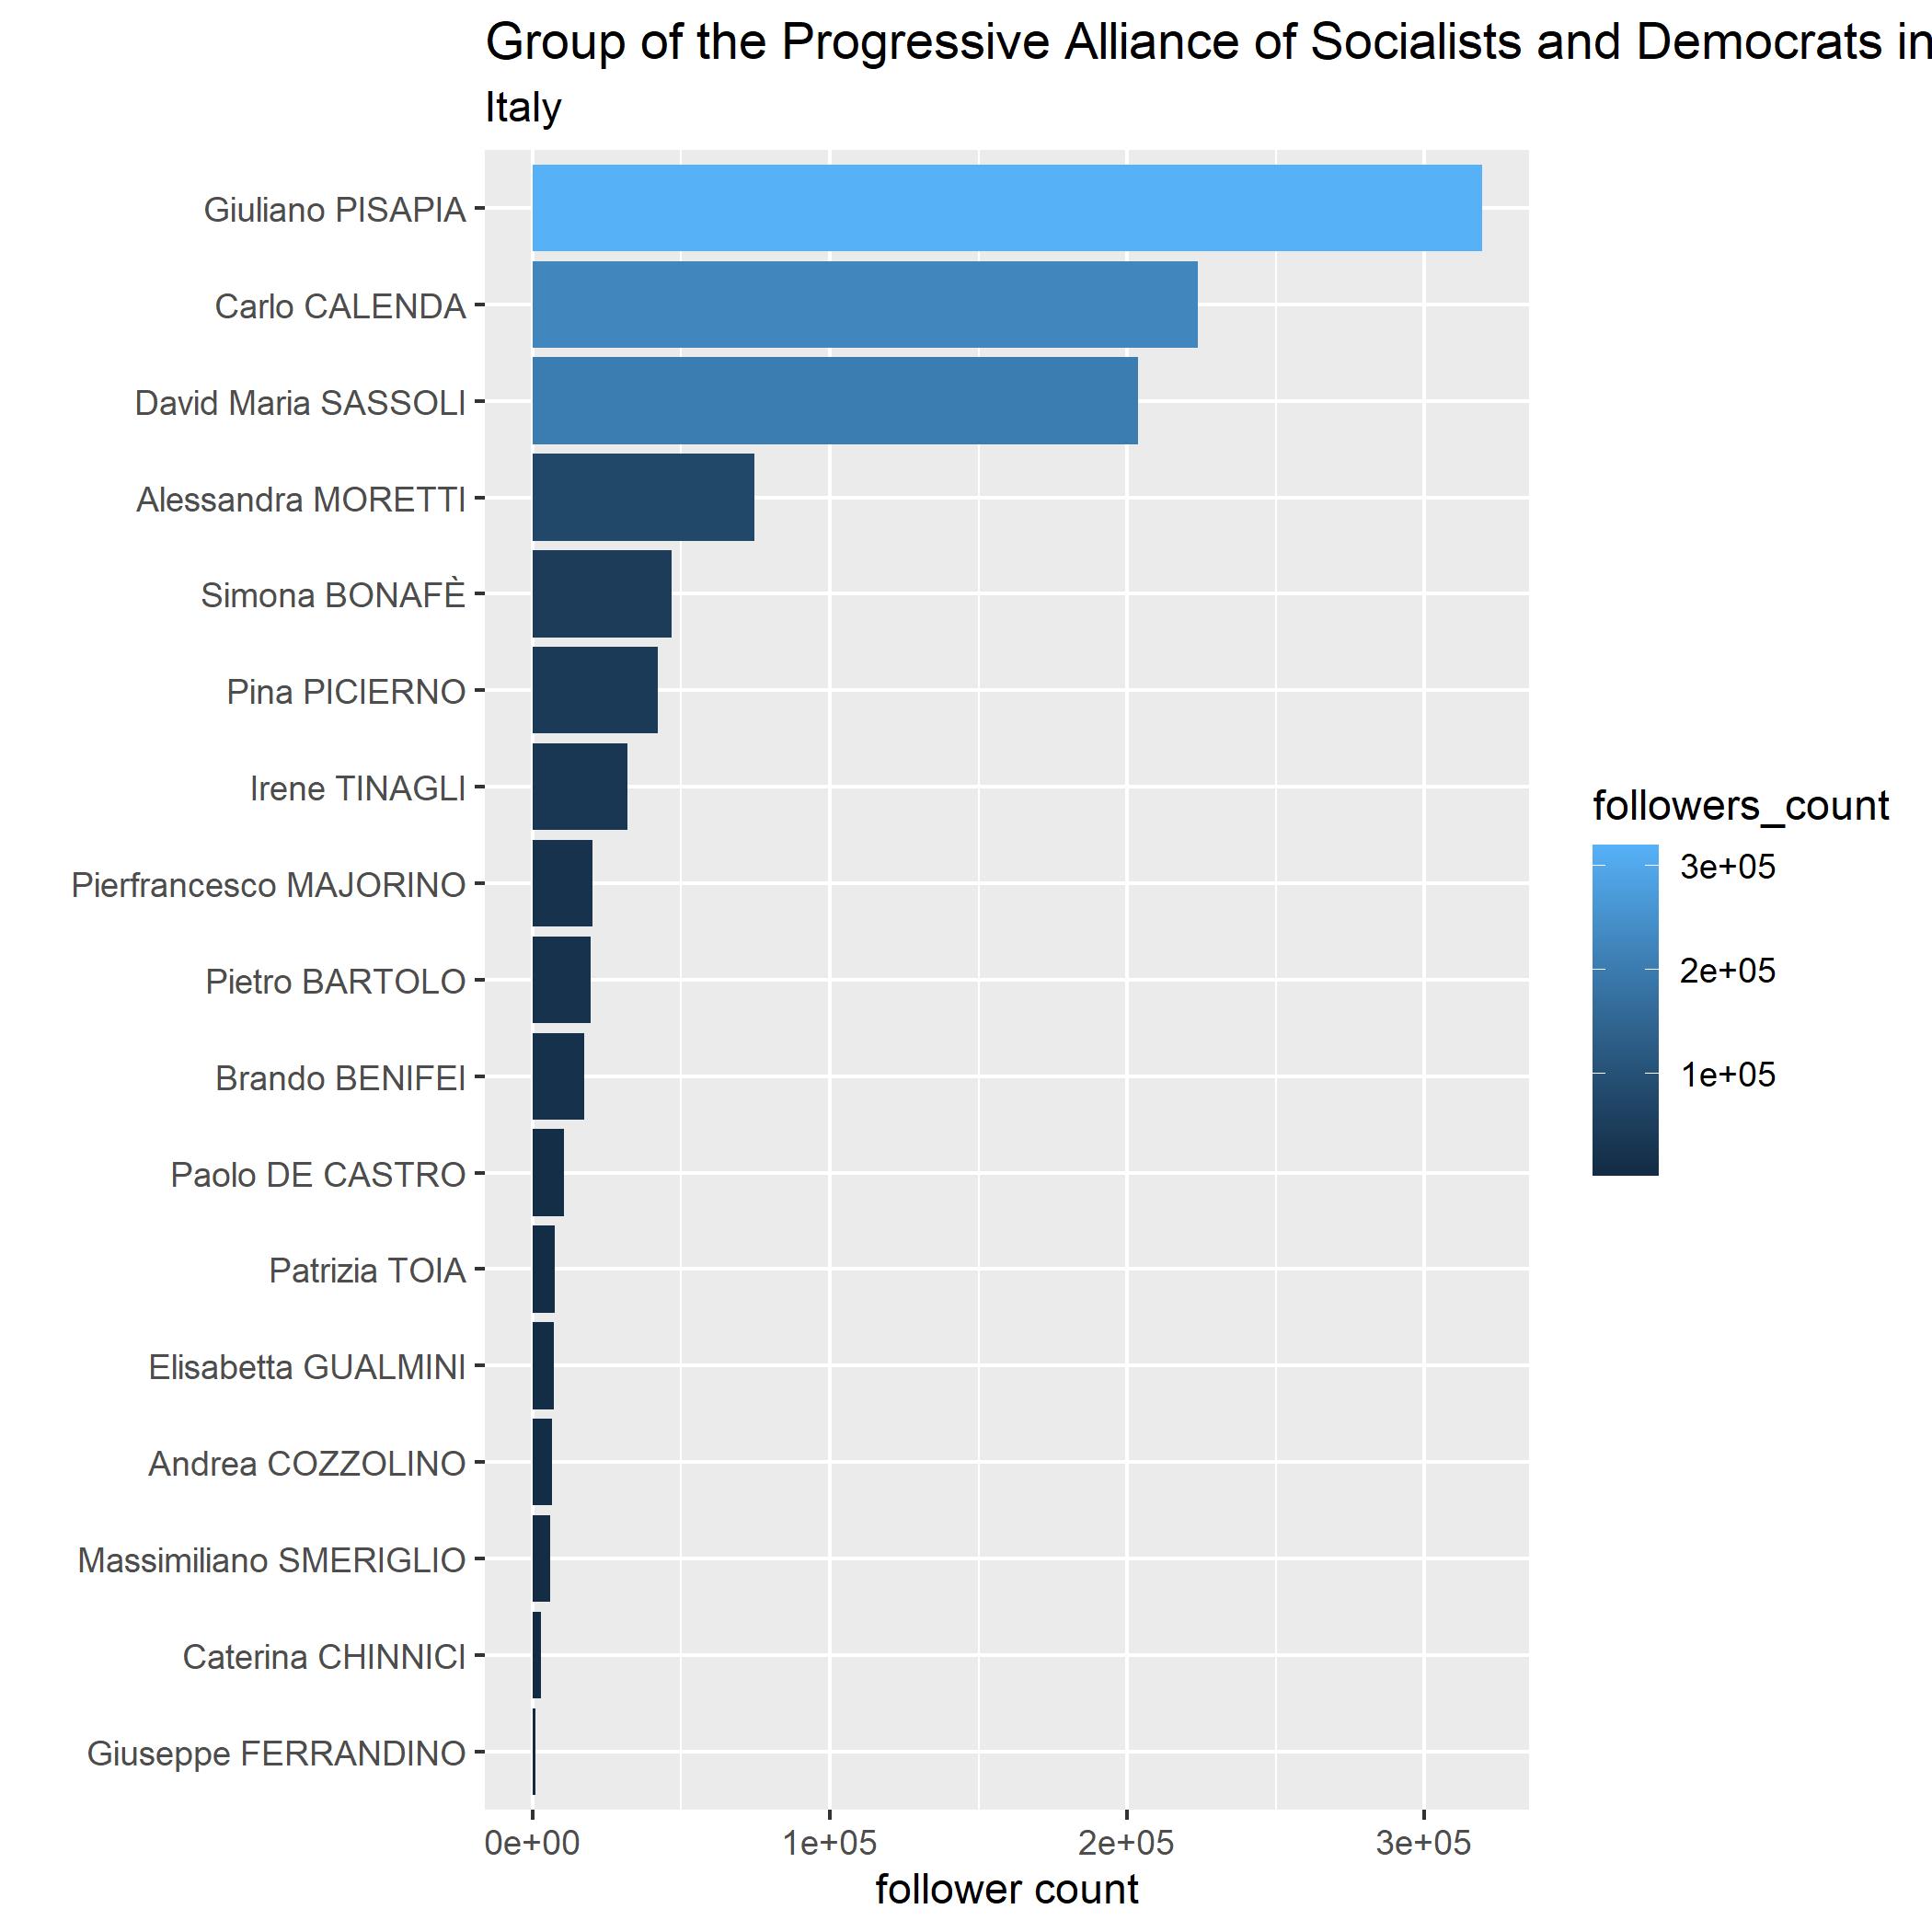 Group of the Progressive Alliance of Socialists and Democrats in
Italy
Giuliano PISAPIA
Carlo CALENDA
David Maria SASSOLI
Alessandra MORETTI
Simona BONAFÈ
Pina PICIERNO
Irene TINAGLI
Pierfrancesco MAJORINO
Pietro BARTOLO
Brando BENIFEI
Paolo DE CASTRO
Patrizia TOIA
Elisabetta GUALMINI
Andrea COZZOLINO
Massimiliano SMERIGLIO
Caterina CHINNICI
Giuseppe FERRANDINO
0e+00 1e+05 2e+05 3e+05
follower count
followers_count
3e+05
2e+05
1e+05